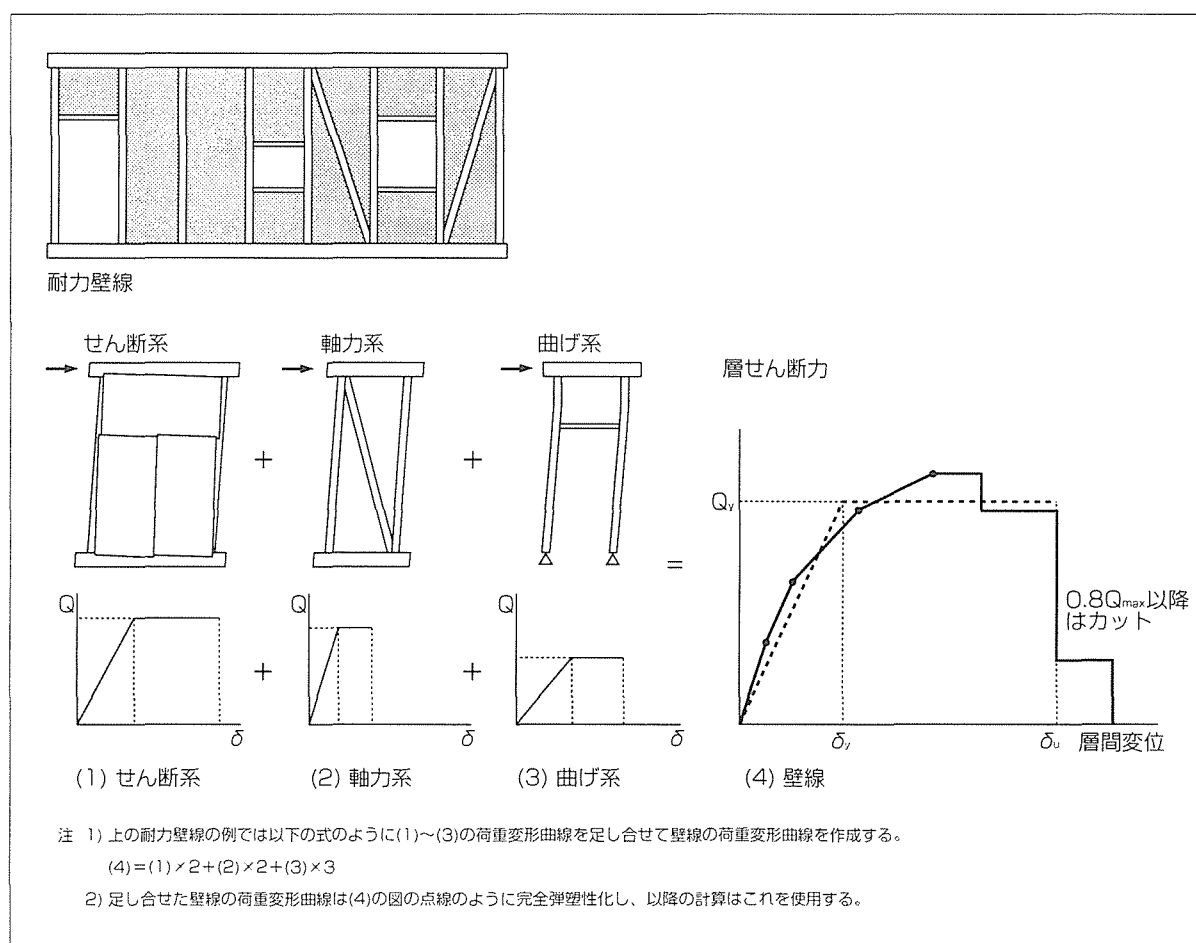 耐力壁線
せん断系
軸力系
曲げ系
層せん断力
+
+
=
Qy
0.8Qmax以降
はカット
δy
δu
層間変位
Q
δ
+
Q
δ
+
Q
δ
(1) せん断系
(2) 軸力系
(3) 曲げ系
(4) 壁線
注 1) 上の耐力壁線の例では以下の式のように(1)～(3)の荷重変形曲線を足し合せて壁線の荷重変形曲線を作成する。
(4)=(1)×2+(2)×2+(3)×3
2) 足し合せた壁線の荷重変形曲線は(4)の図の点線のように完全弾塑性化し、以降の計算はこれを使用する。